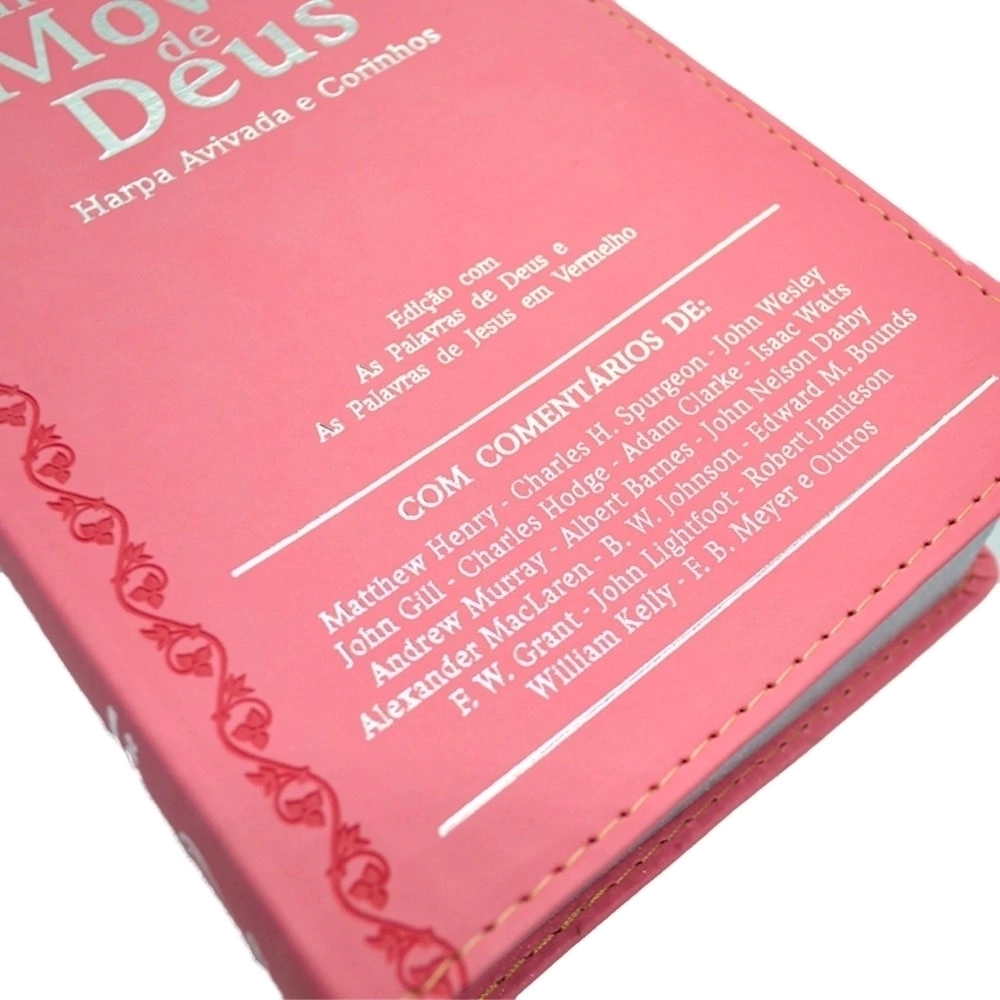 de
Deus
Harpa Avivada e Corinhos
Edição com
As Palavras de Deus e
As Palavras de Jesus em Vermelho
COM COMENTÁRIOS DE:
Matthew Henry - Charles H. Spurgeon - John Wesley
John Gill - Charles Hodge - Adam Clarke - Isaac Watts
Andrew Murray - Albert Barnes - John Nelson Darby
Alexander MacLaren - B. W. Johnson - Edward M. Bounds
F. W. Grant - John Lightfoot - Robert Jamieson
William Kelly - F. B. Meyer e Outros